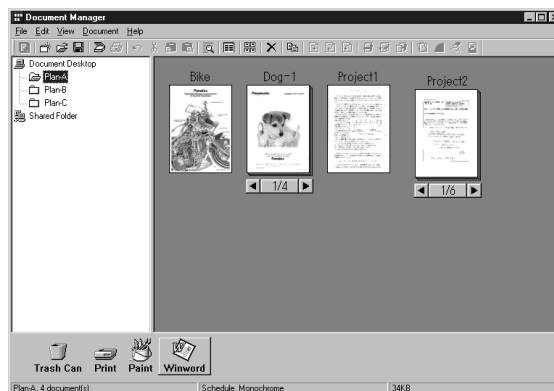 Document Manager
File Edit View Document Help
Document Desktop
Plan-A
Plan-B
Plan-C
Shared Folder
Bike
Dog-1
Project1
Project2
Panasonic
1/4
1/6
Trash Can Print Paint Winword
Plan-A, 4 document(s) Schedule, Monochrome 34KB